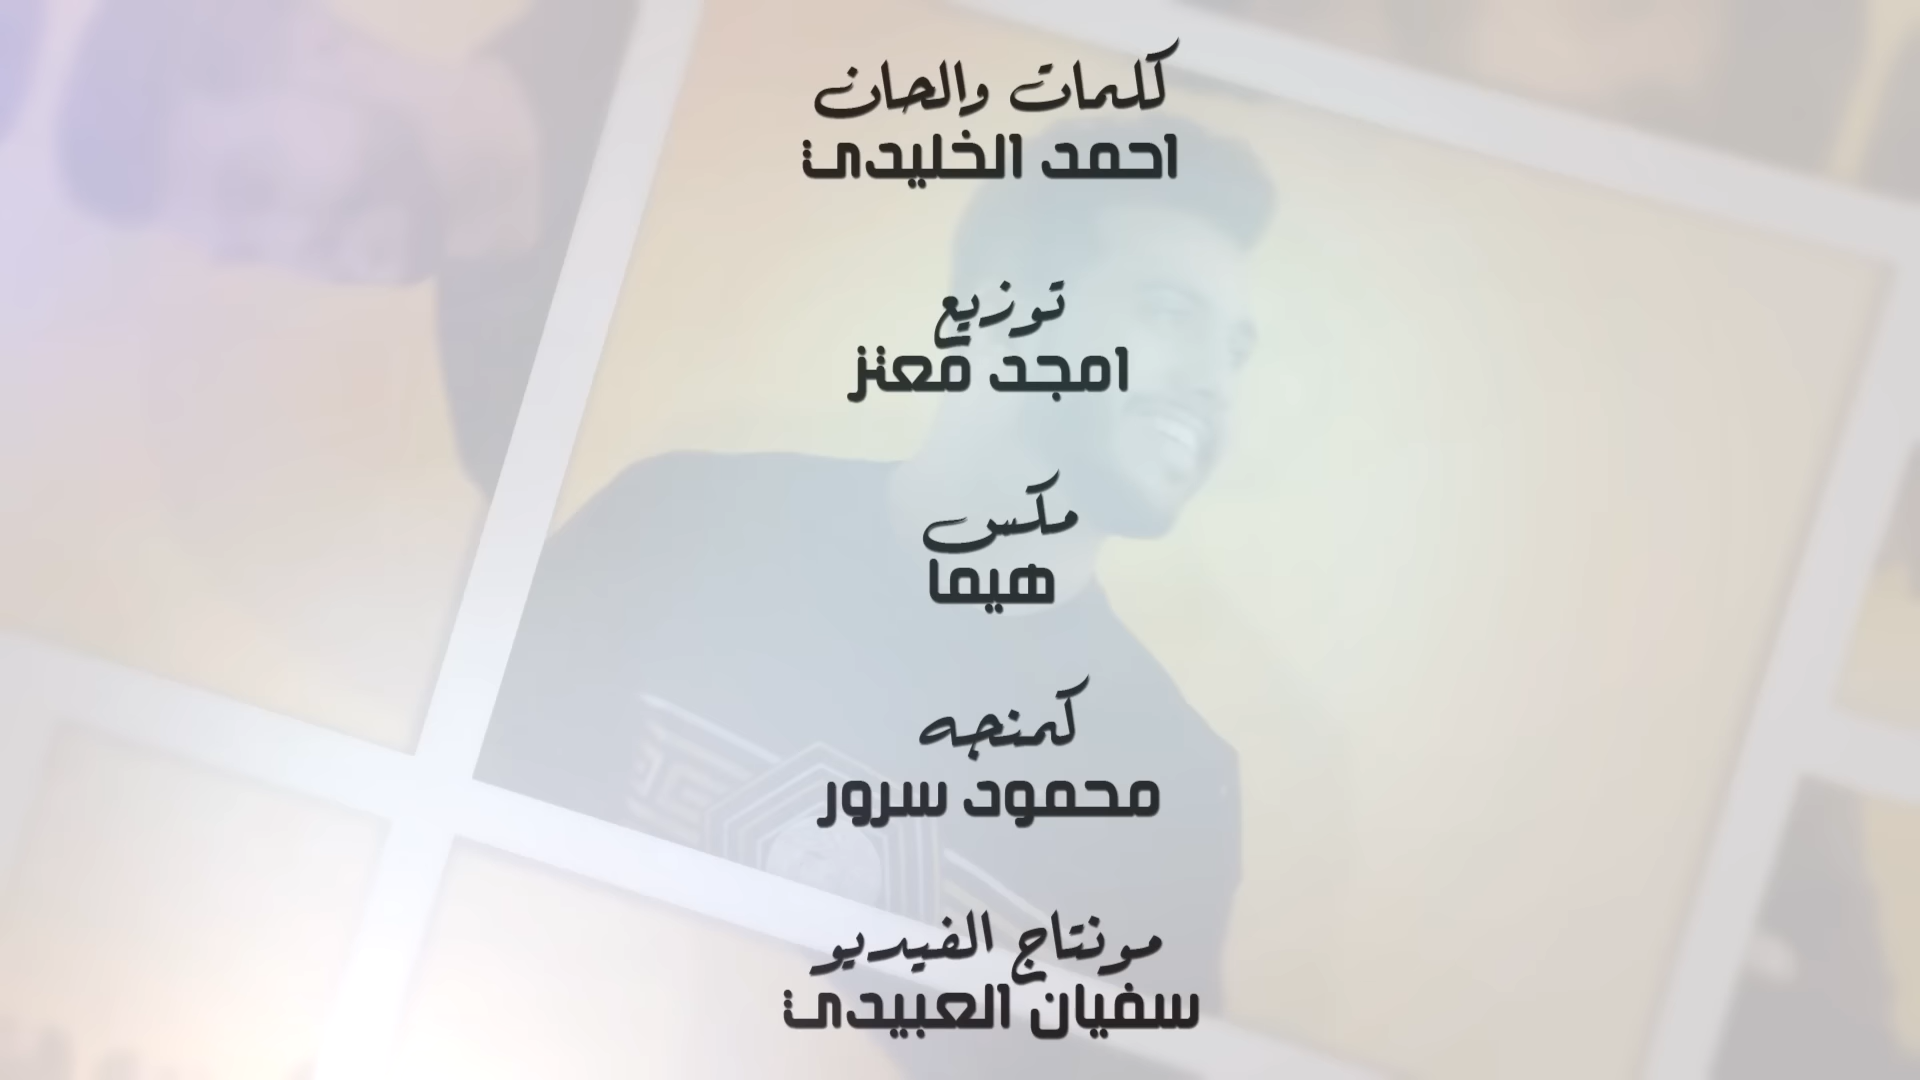 كلمات والحان
احمد الخليدي
توزيع
امجد معتز
مكس
هيما
كمنجه
محمود سرور
مونتاج الفيديو
سفيان العبيدي